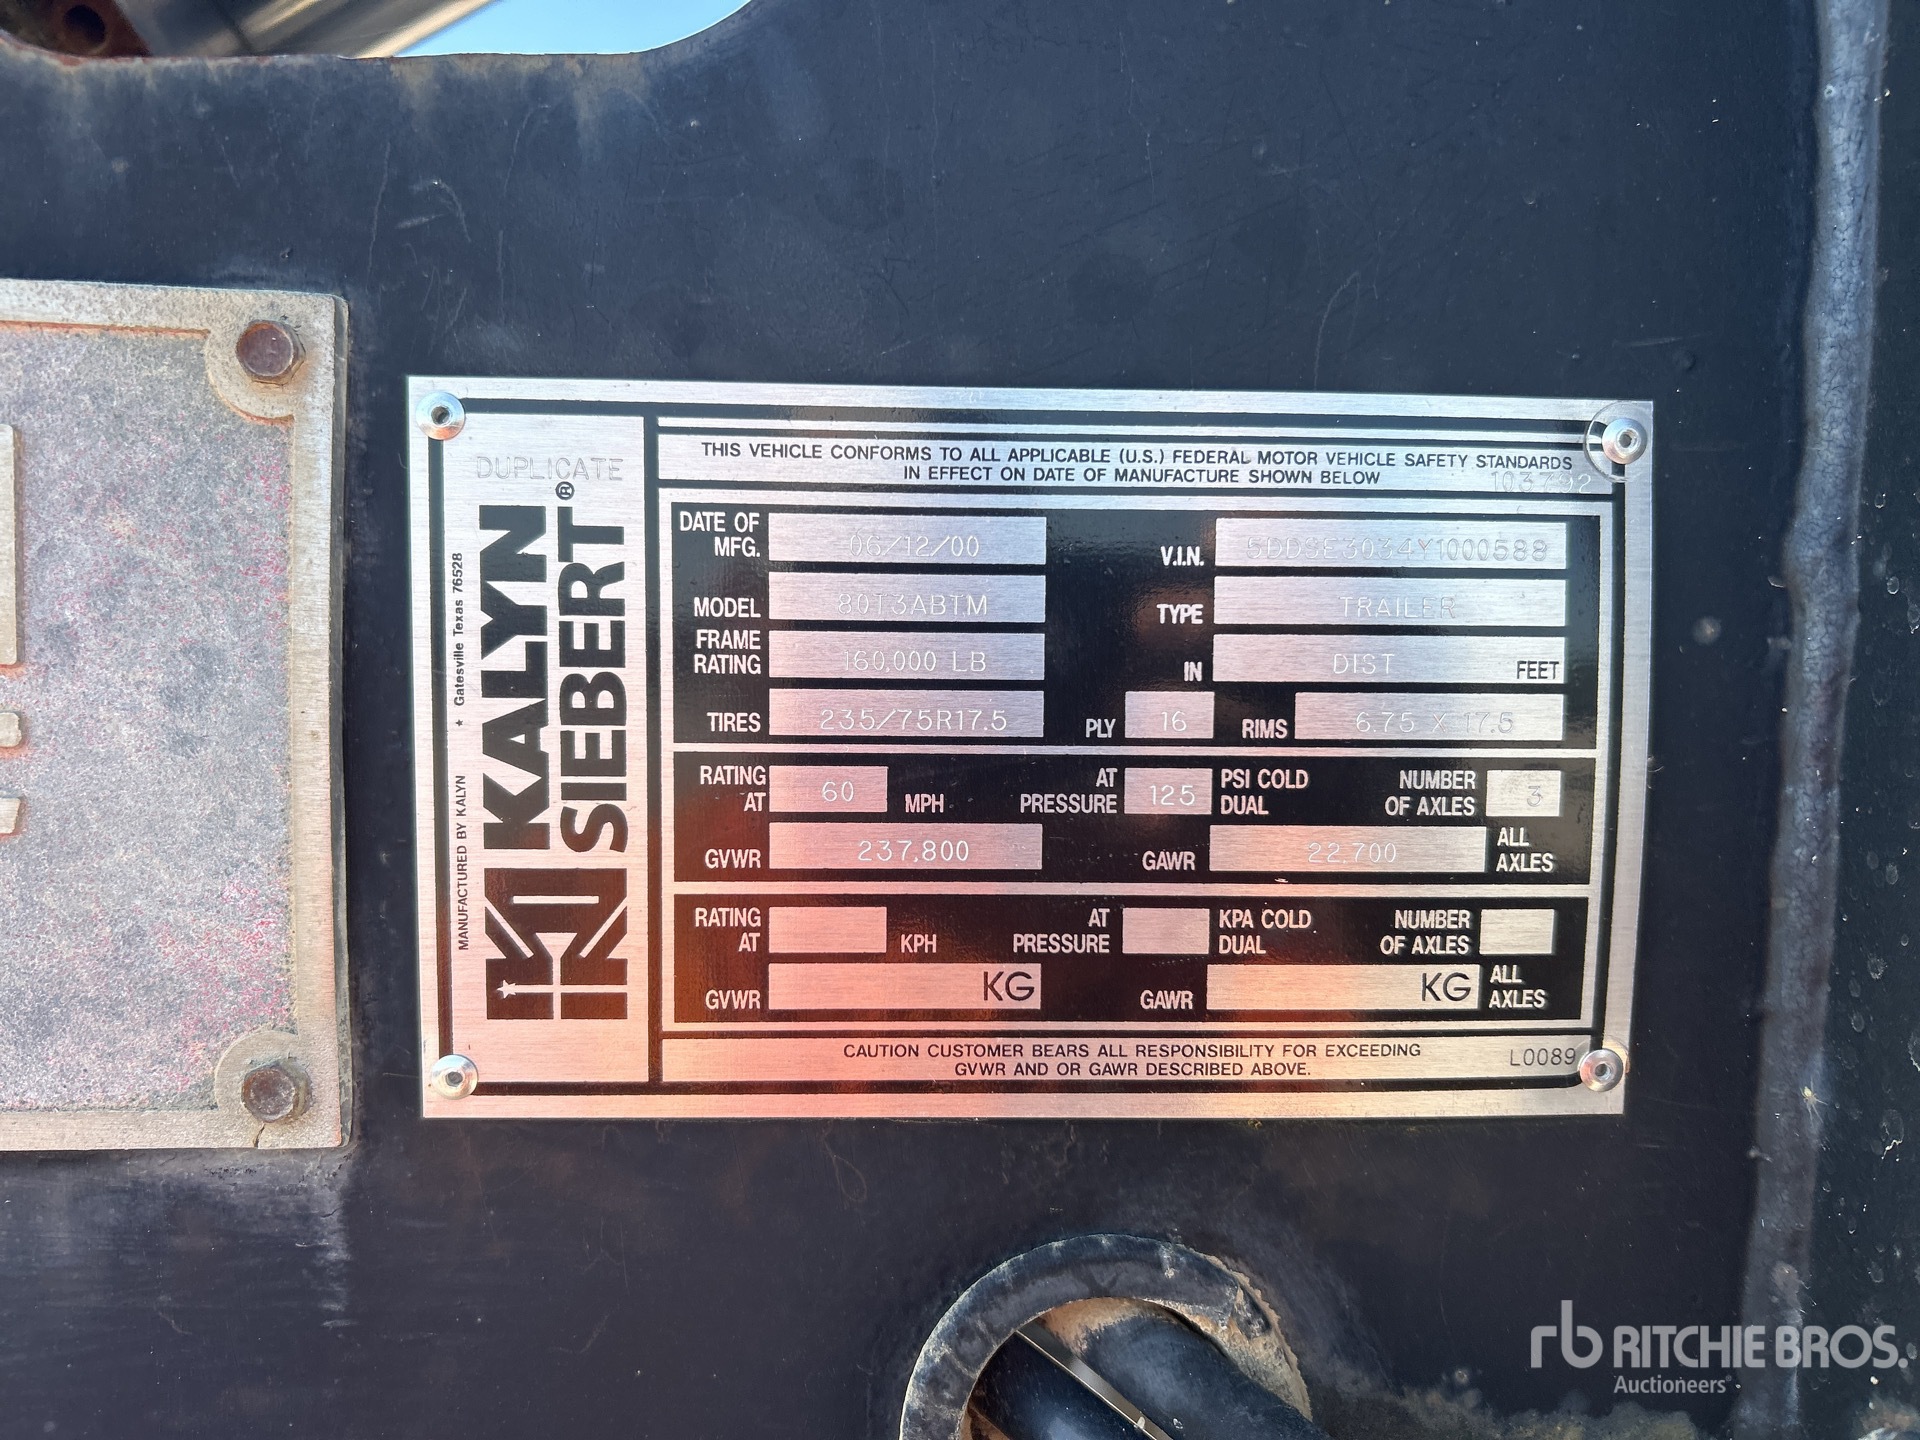 DUPLICATE
KALYN
SIEBERT®
MANUFACTURED BY KALYN * Gatesville Texas 76528
THIS VEHICLE CONFORMS TO ALL APPLICABLE (U.S.) FEDERAL MOTOR VEHICLE SAFETY STANDARDS
IN EFFECT ON DATE OF MANUFACTURE SHOWN BELOW 103792
DATE OF MFG. 06/12/00 V.I.N. 5DDSE3034Y1000588
MODEL 80T3ABTM TYPE TRAILER
FRAME RATING 160,000 LB IN DIST FEET
TIRES 235/75R17.5 PLY 16 RIMS 6.75 X 17.5
RATING AT 60 MPH AT PRESSURE 125 PSI COLD DUAL NUMBER OF AXLES 3
GVWR 237,800 GAWR 22,700 ALL AXLES
RATING AT KPH AT PRESSURE KPA COLD DUAL NUMBER OF AXLES
GVWR KG GAWR KG ALL AXLES
CAUTION CUSTOMER BEARS ALL RESPONSIBILITY FOR EXCEEDING
GVWR AND OR GAWR DESCRIBED ABOVE.
L0089
rb RITCHIE BROS.
Auctioneers